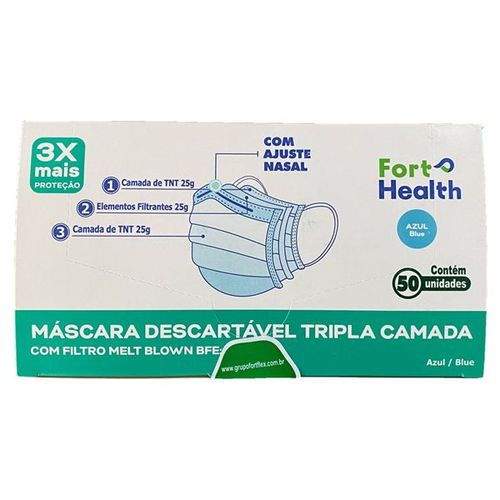 3X
mais
PROTEÇÃO
1 Camada de TNT 25g
2 Elementos Filtrantes 25g
3 Camada de TNT 25g
COM
AJUSTE
NASAL
Fort
Health
AZUL
Blue
Contém
50 unidades
MÁSCARA DESCARTÁVEL TRIPLA CAMADA
COM FILTRO MELT BLOWN BFE:
www.grupofortflex.com.br
Azul / Blue